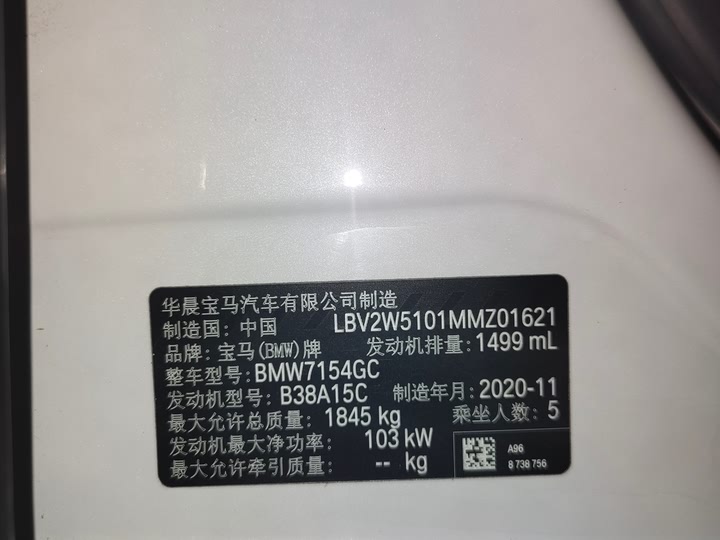 华晨宝马汽车有限公司制造
制造国: 中国 LBV2W5101MMZ01621
品牌: 宝马(BMW)牌 发动机排量: 1499 mL
整车型号: BMW7154GC
发动机型号: B38A15C 制造年月: 2020-11
最大允许总质量: 1845 kg 乘坐人数: 5
发动机最大净功率: 103 kW
最大允许牵引质量: -- kg
A96
8 738 756